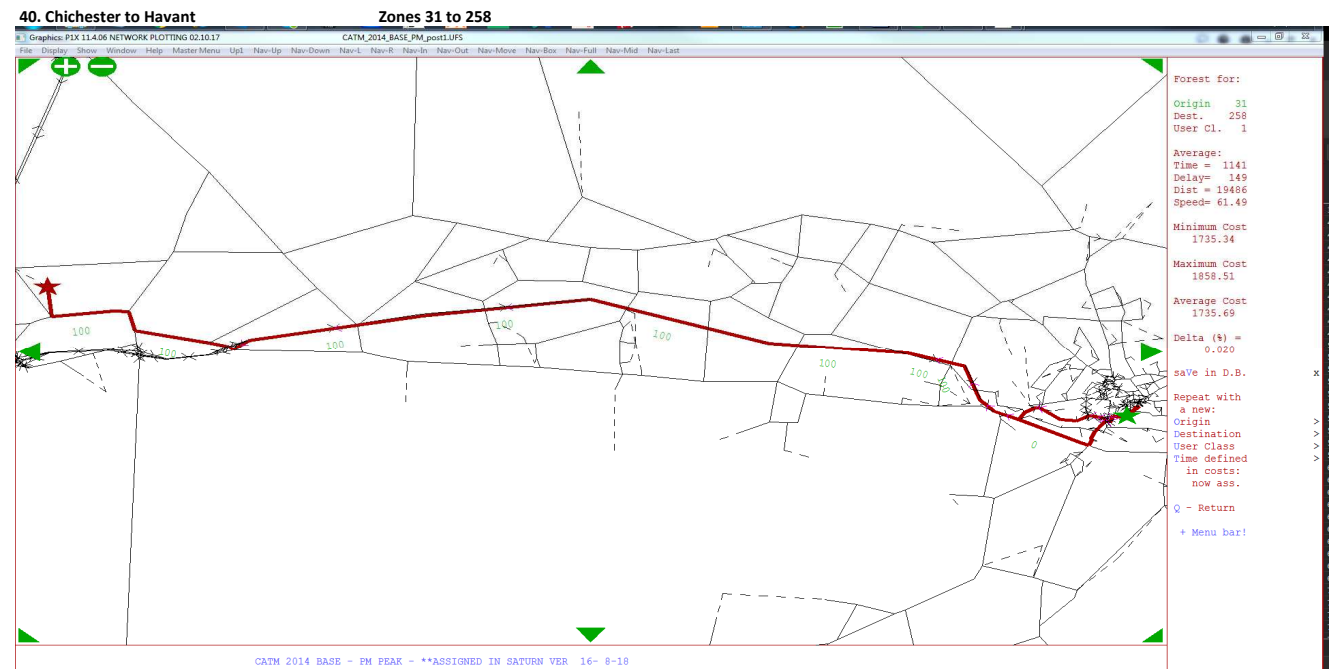 40. Chichester to Havant Zones 31 to 258
Graphics: P1X 11.4.06 NETWORK PLOTTING 02.10.17 CATM_2014_BASE_PM_post1.UFS
File Display Show Window Help Master Menu Up1 Nav-Up Nav-Down Nav-L Nav-R Nav-In Nav-Out Nav-Move Nav-Box Nav-Full Nav-Mid Nav-Last
Forest for:
Origin 31
Dest. 258
User Cl. 1
Average:
Time = 1141
Delay= 149
Dist = 19486
Speed= 61.49
Minimum Cost
1735.34
Maximum Cost
1858.51
Average Cost
1735.69
Delta (%) =
0.020
saVe in D.B. x
Repeat with
a new:
Origin >
Destination >
User Class >
Time defined >
in costs:
now ass.
Q - Return
+ Menu bar!
100
100
100
100
100
100
100
0
CATM 2014 BASE - PM PEAK - **ASSIGNED IN SATURN VER 16- 8-18